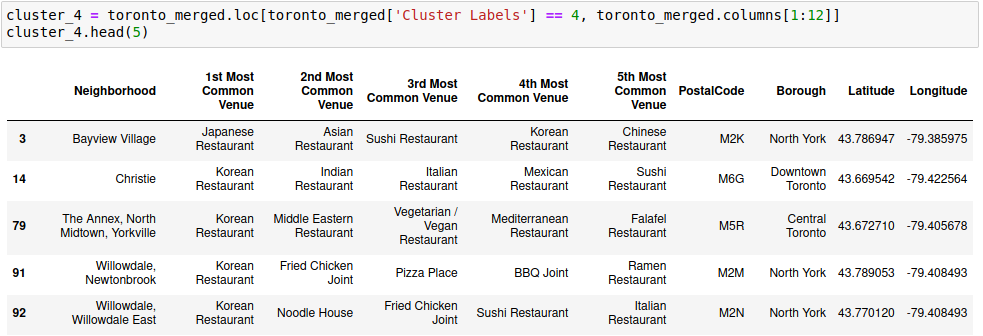 cluster_4 = toronto_merged.loc[toronto_merged['Cluster Labels'] == 4, toronto_merged.columns[1:12]]
cluster_4.head(5)
Neighborhood 1st Most Common Venue 2nd Most Common Venue 3rd Most Common Venue 4th Most Common Venue 5th Most Common Venue PostalCode Borough Latitude Longitude
3 Bayview Village Japanese Restaurant Asian Restaurant Sushi Restaurant Korean Restaurant Chinese Restaurant M2K North York 43.786947 -79.385975
14 Christie Korean Restaurant Indian Restaurant Italian Restaurant Mexican Restaurant Sushi Restaurant M6G Downtown Toronto 43.669542 -79.422564
79 The Annex, North Midtown, Yorkville Korean Restaurant Middle Eastern Restaurant Vegetarian / Vegan Restaurant Mediterranean Restaurant Falafel Restaurant M5R Central Toronto 43.672710 -79.405678
91 Willowdale, Newtonbrook Korean Restaurant Fried Chicken Joint Pizza Place BBQ Joint Ramen Restaurant M2M North York 43.789053 -79.408493
92 Willowdale, Willowdale East Korean Restaurant Noodle House Fried Chicken Joint Sushi Restaurant Italian Restaurant M2N North York 43.770120 -79.408493